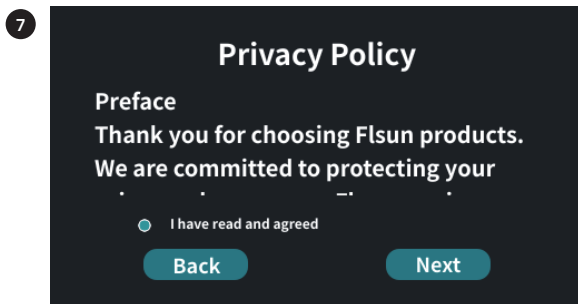 7
Privacy Policy
Preface
Thank you for choosing Flsun products.
We are committed to protecting your
I have read and agreed
Back
Next